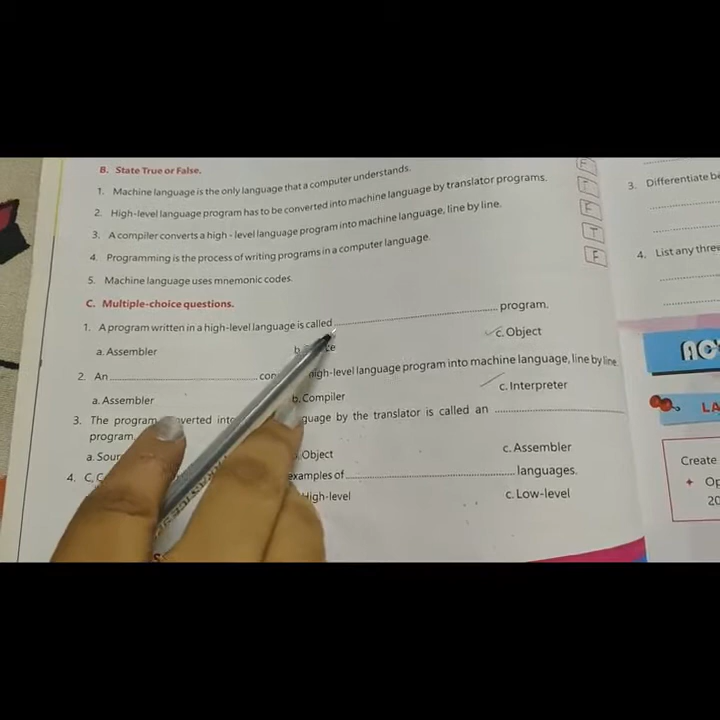 B. State True or False.
1. Machine language is the only language that a computer understands.
2. High-level language program has to be converted into machine language by translator programs.
3. A compiler converts a high - level language program into machine language, line by line.
4. Programming is the process of writing programs in a computer language.
5. Machine language uses mnemonic codes.
F
F
T
F
C. Multiple-choice questions.
1. A program written in a high-level language is called ........ program.
a. Assembler b. c. Object
2. An ........ high-level language program into machine language, line by line.
a. Assembler b. Compiler c. Interpreter
3. The program by the translator is called an ........
program.
a. Object c. Assembler
4. C, examples of ........ languages.
High-level c. Low-level
3. Differentiate
4. List any three
Create